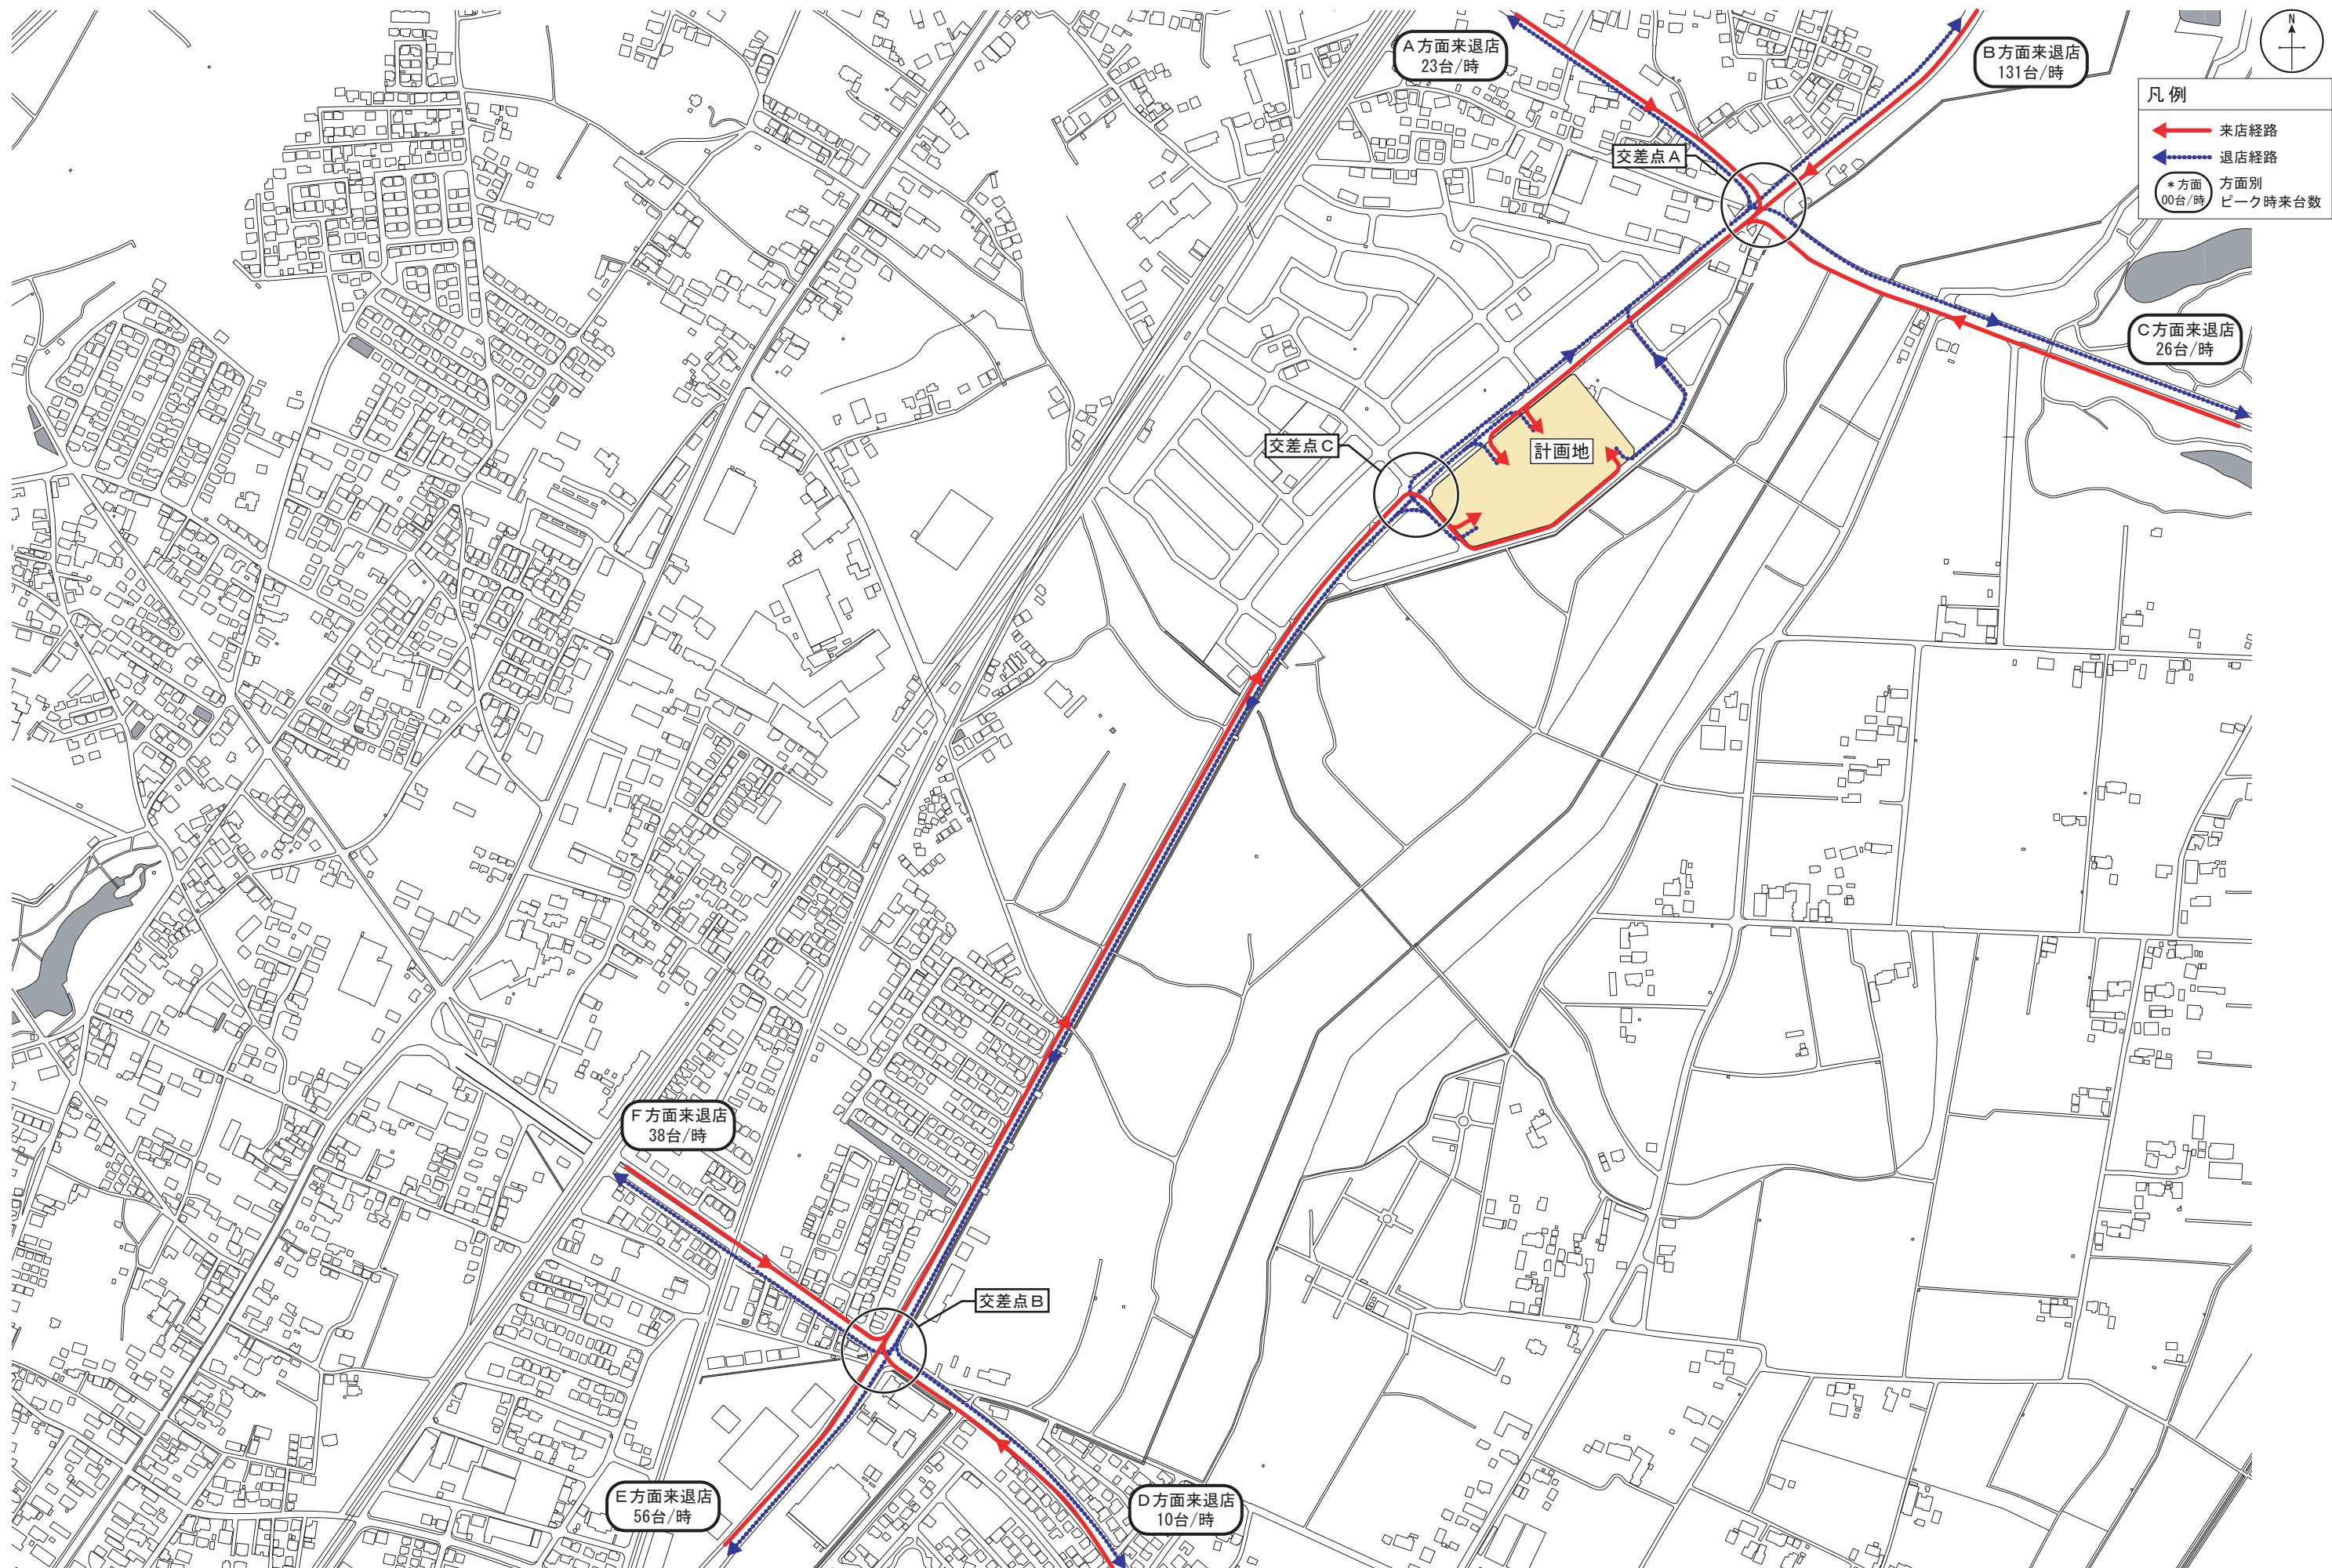 A方面来退店
23台/時
B方面来退店
131台/時
N
凡例
来店経路
退店経路
*方面
00台/時
方面別
ピーク時来台数
交差点A
C方面来退店
26台/時
交差点C
計画地
F方面来退店
38台/時
交差点B
E方面来退店
56台/時
D方面来退店
10台/時